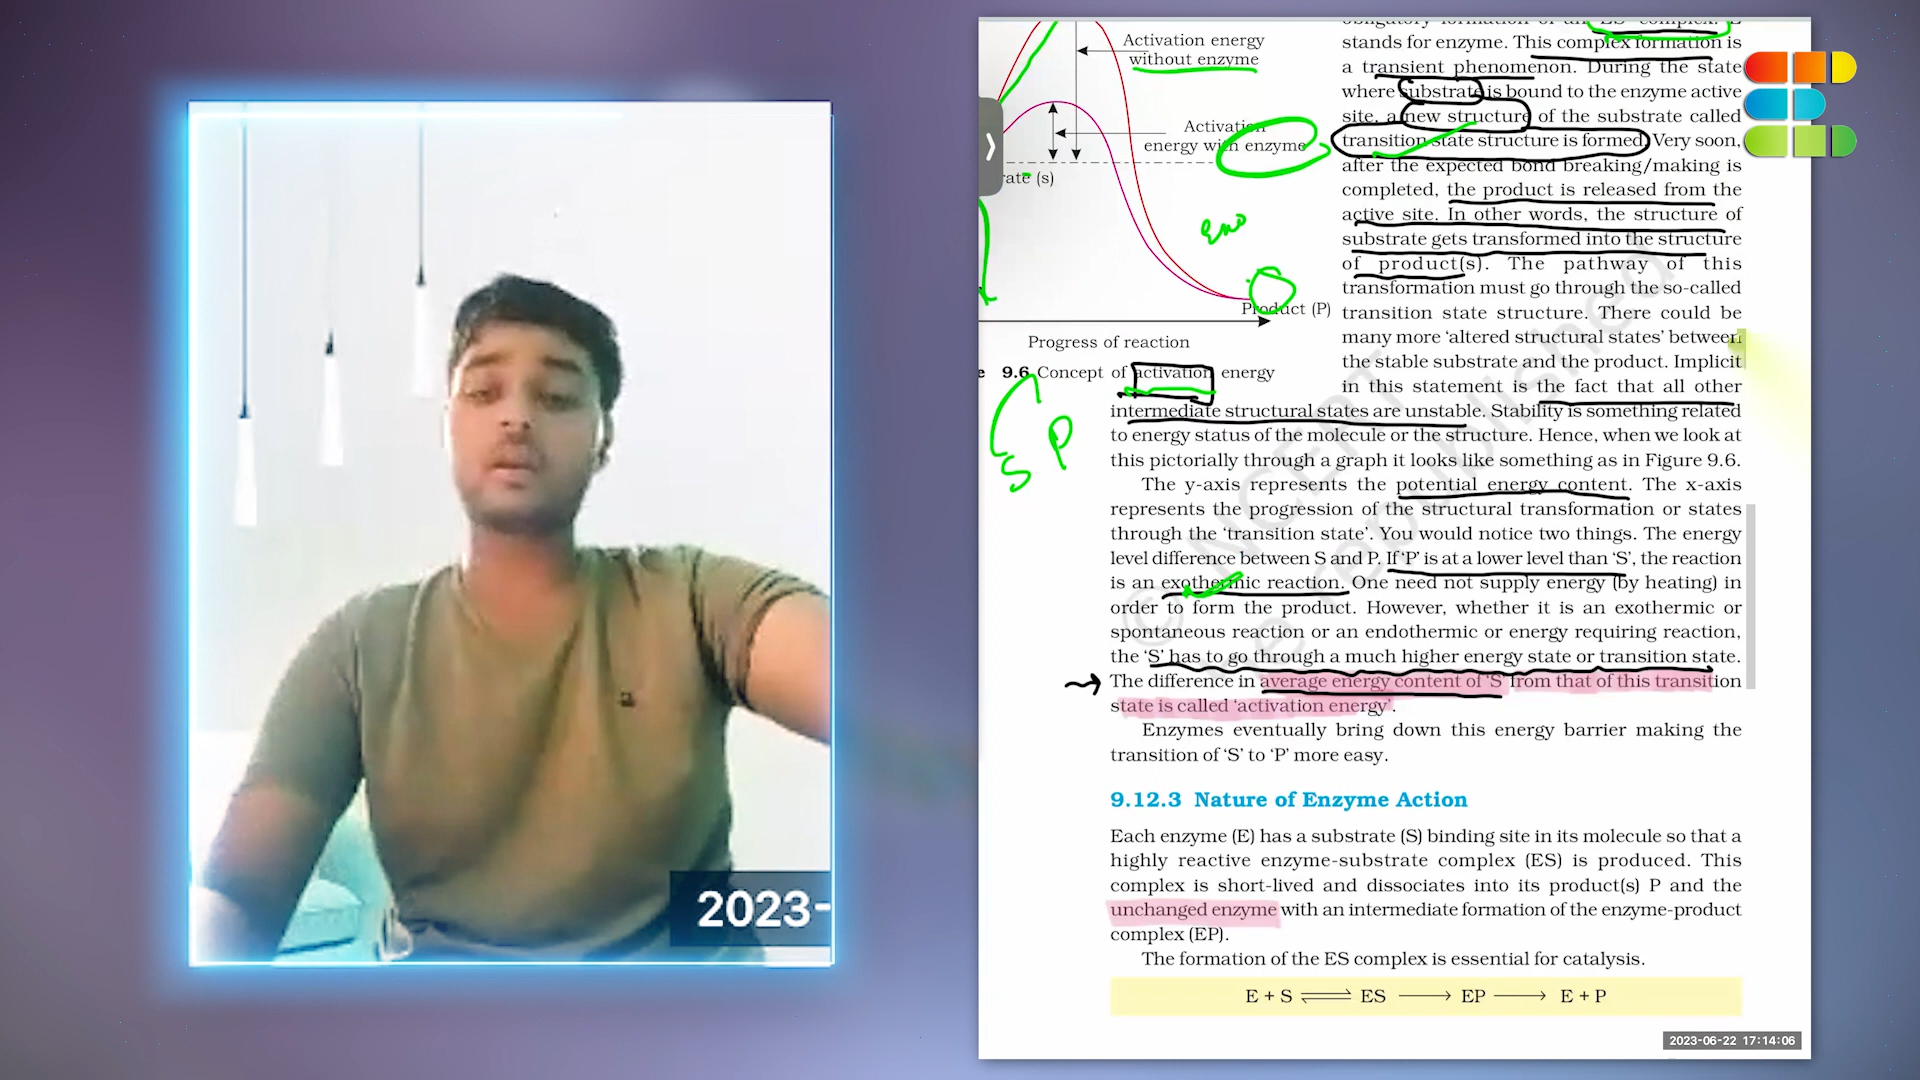 Activation energy
without enzyme
Activation
energy with enzyme
rate (s)
eno
Product (P)
Progress of reaction
e 9.6 Concept of activation energy
S P
obligatory formation of an 'ES' complex. E
stands for enzyme. This complex formation is
a transient phenomenon. During the state
where substrate is bound to the enzyme active
site, a new structure of the substrate called
transition state structure is formed. Very soon,
after the expected bond breaking/making is
completed, the product is released from the
active site. In other words, the structure of
substrate gets transformed into the structure
of product(s). The pathway of this
transformation must go through the so-called
transition state structure. There could be
many more ‘altered structural states’ between
the stable substrate and the product. Implicit
in this statement is the fact that all other
intermediate structural states are unstable. Stability is something related
to energy status of the molecule or the structure. Hence, when we look at
this pictorially through a graph it looks like something as in Figure 9.6.
The y-axis represents the potential energy content. The x-axis
represents the progression of the structural transformation or states
through the ‘transition state’. You would notice two things. The energy
level difference between S and P. If ‘P’ is at a lower level than ‘S’, the reaction
is an exothermic reaction. One need not supply energy (by heating) in
order to form the product. However, whether it is an exothermic or
spontaneous reaction or an endothermic or energy requiring reaction,
the ‘S’ has to go through a much higher energy state or transition state.
The difference in average energy content of ‘S’ from that of this transition
state is called ‘activation energy’.
Enzymes eventually bring down this energy barrier making the
transition of ‘S’ to ‘P’ more easy.
9.12.3 Nature of Enzyme Action
Each enzyme (E) has a substrate (S) binding site in its molecule so that a
highly reactive enzyme-substrate complex (ES) is produced. This
complex is short-lived and dissociates into its product(s) P and the
unchanged enzyme with an intermediate formation of the enzyme-product
complex (EP).
The formation of the ES complex is essential for catalysis.
E + S ⇌ ES ⟶ EP ⟶ E + P
© NCERT
republished
2023-
2023-06-22 17:14:06